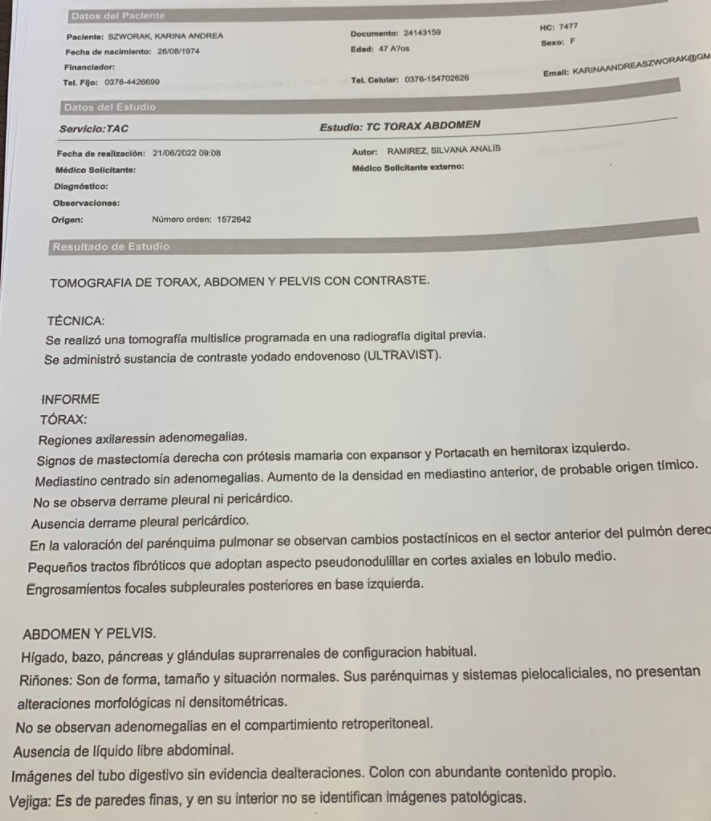 Datos del Paciente
Paciente: SZWORAK, KARINA ANDREA Documento: 24143159 HC: 7477
Fecha de nacimiento: 26/06/1974 Edad: 47 A?os Sexo: F
Financiador:
Tel. Fijo: 0376-4426699 Tel. Celular: 0376-154702626 Email: KARINAANDREASZWORAK@GM
Datos del Estudio
Servicio:TAC Estudio: TC TORAX ABDOMEN
Fecha de realización: 21/06/2022 09:08 Autor: RAMIREZ, SILVANA ANALIS
Médico Solicitante: Médico Solicitante externo:
Diagnóstico:
Observaciones:
Origen: Número orden: 1572642
Resultado de Estudio
TOMOGRAFIA DE TORAX, ABDOMEN Y PELVIS CON CONTRASTE.
TÉCNICA:
Se realizó una tomografía multislice programada en una radiografía digital previa.
Se administró sustancia de contraste yodado endovenoso (ULTRAVIST).
INFORME
TÓRAX:
Regiones axilaressin adenomegalias.
Signos de mastectomía derecha con prótesis mamaria con expansor y Portacath en hemitorax izquierdo.
Mediastino centrado sin adenomegalias. Aumento de la densidad en mediastino anterior, de probable origen tímico.
No se observa derrame pleural ni pericárdico.
Ausencia derrame pleural pericárdico.
En la valoración del parénquima pulmonar se observan cambios postactínicos en el sector anterior del pulmón derec
Pequeños tractos fibróticos que adoptan aspecto pseudonodulillar en cortes axiales en lobulo medio.
Engrosamientos focales subpleurales posteriores en base izquierda.
ABDOMEN Y PELVIS.
Hígado, bazo, páncreas y glándulas suprarrenales de configuracion habitual.
Riñones: Son de forma, tamaño y situación normales. Sus parénquimas y sistemas pielocaliciales, no presentan
alteraciones morfológicas ni densitométricas.
No se observan adenomegalias en el compartimiento retroperitoneal.
Ausencia de líquido libre abdominal.
Imágenes del tubo digestivo sin evidencia dealteraciones. Colon con abundante contenido propio.
Vejiga: Es de paredes finas, y en su interior no se identifican imágenes patológicas.